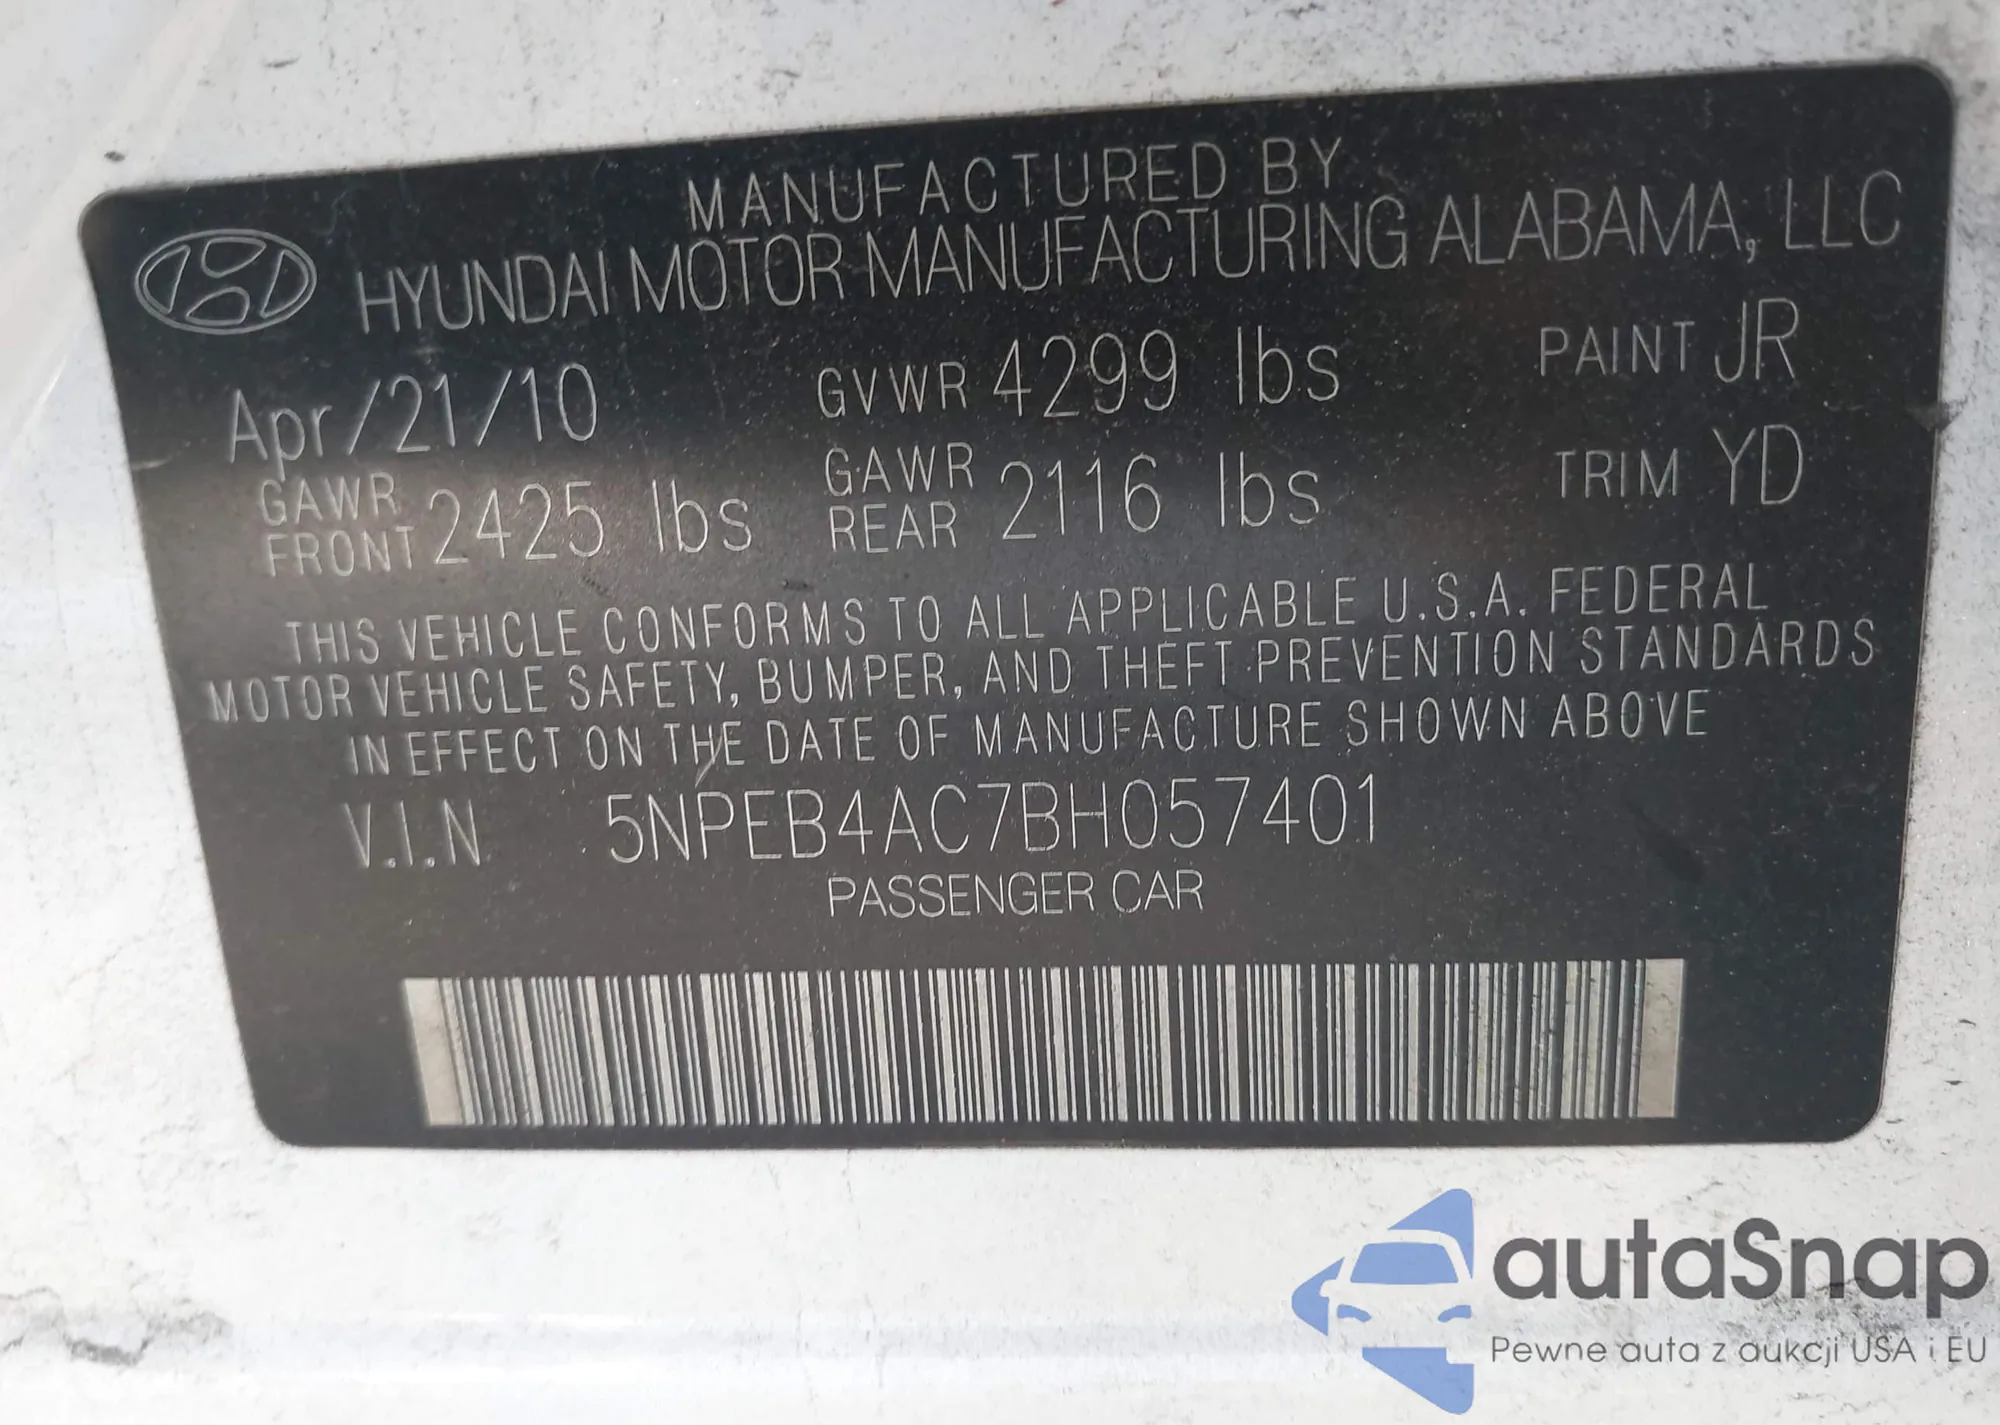 MANUFACTURED BY
HYUNDAI MOTOR MANUFACTURING ALABAMA, LLC
Apr/21/10 GVWR 4299 lbs PAINT JR
GAWR FRONT 2425 lbs GAWR REAR 2116 lbs TRIM YD
THIS VEHICLE CONFORMS TO ALL APPLICABLE U.S.A. FEDERAL
MOTOR VEHICLE SAFETY, BUMPER, AND THEFT PREVENTION STANDARDS
IN EFFECT ON THE DATE OF MANUFACTURE SHOWN ABOVE
V.I.N. 5NPEB4AC7BH057401
PASSENGER CAR
autaSnap
Pewne auta z aukcji USA i EU